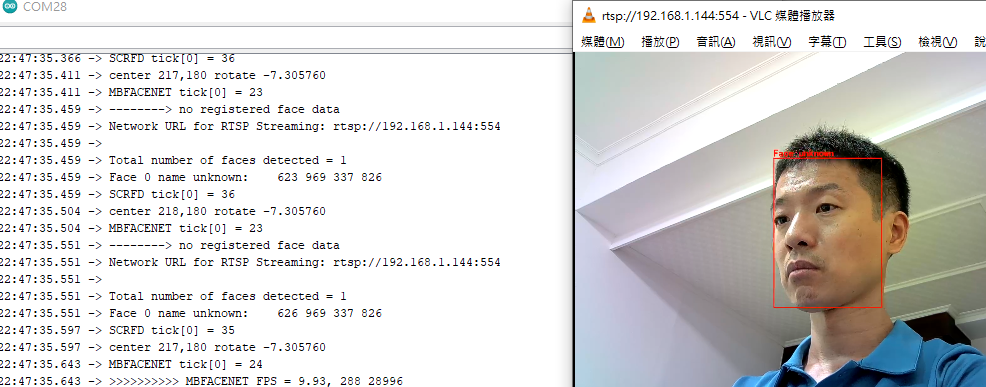 COM28
22:47:35.366 -> SCRFD tick[0] = 36
22:47:35.411 -> center 217,180 rotate -7.305760
22:47:35.411 -> MBFACENET tick[0] = 23
22:47:35.459 -> --------> no registered face data
22:47:35.459 -> Network URL for RTSP Streaming: rtsp://192.168.1.144:554
22:47:35.459 ->
22:47:35.459 -> Total number of faces detected = 1
22:47:35.459 -> Face 0 name unknown:    623 969 337 826
22:47:35.459 -> SCRFD tick[0] = 36
22:47:35.504 -> center 218,180 rotate -7.305760
22:47:35.504 -> MBFACENET tick[0] = 23
22:47:35.551 -> --------> no registered face data
22:47:35.551 -> Network URL for RTSP Streaming: rtsp://192.168.1.144:554
22:47:35.551 ->
22:47:35.551 -> Total number of faces detected = 1
22:47:35.551 -> Face 0 name unknown:    626 969 337 826
22:47:35.597 -> SCRFD tick[0] = 35
22:47:35.597 -> center 217,180 rotate -7.305760
22:47:35.643 -> MBFACENET tick[0] = 24
22:47:35.643 -> >>>>>>>>>> MBFACENET FPS = 9.93, 288 28996
rtsp://192.168.1.144:554 - VLC 媒體播放器
媒體(M) 播放(P) 音訊(A) 視訊(V) 字幕(T) 工具(S) 檢視(V) 說